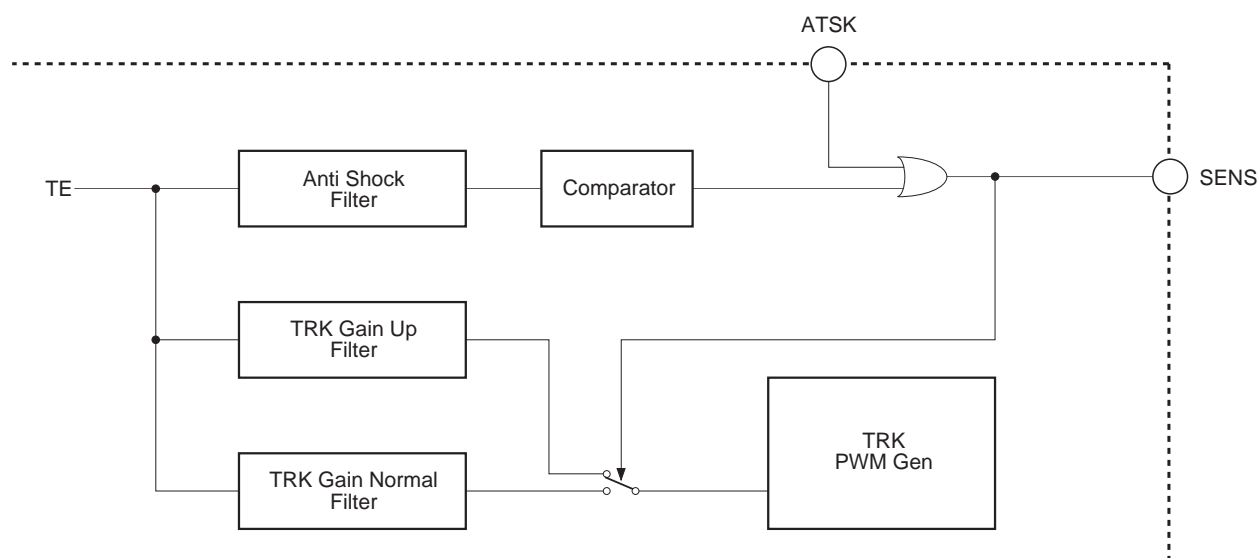 ATSK
TE
Anti Shock
Filter
Comparator
SENS
TRK Gain Up
Filter
TRK
PWM Gen
TRK Gain Normal
Filter